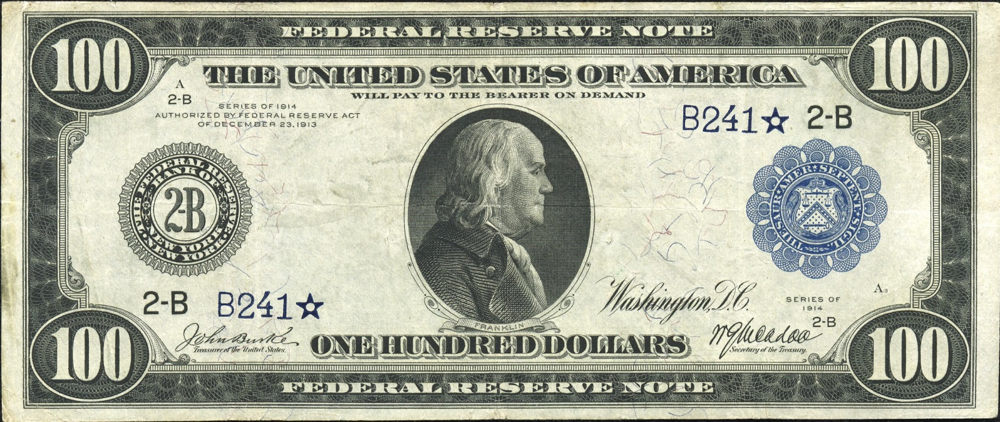 FEDERAL RESERVE NOTE
100
100
THE UNITED STATES OF AMERICA
WILL PAY TO THE BEARER ON DEMAND
A
2-B
SERIES OF 1914
AUTHORIZED BY FEDERAL RESERVE ACT
OF DECEMBER 23, 1913
B241☆ 2-B
THE FEDERAL RESERVE
BANK OF
2-B
NEW YORK
NEW YORK
THESAUR·AMER·SEPTENT·SIGIL·
2-B B241☆
Washington, D.C.
A3
SERIES OF
1914
2-B
FRANKLIN
John Burke
Treasurer of the United States.
ONE HUNDRED DOLLARS
W G McAdoo
Secretary of the Treasury.
100
100
FEDERAL RESERVE NOTE